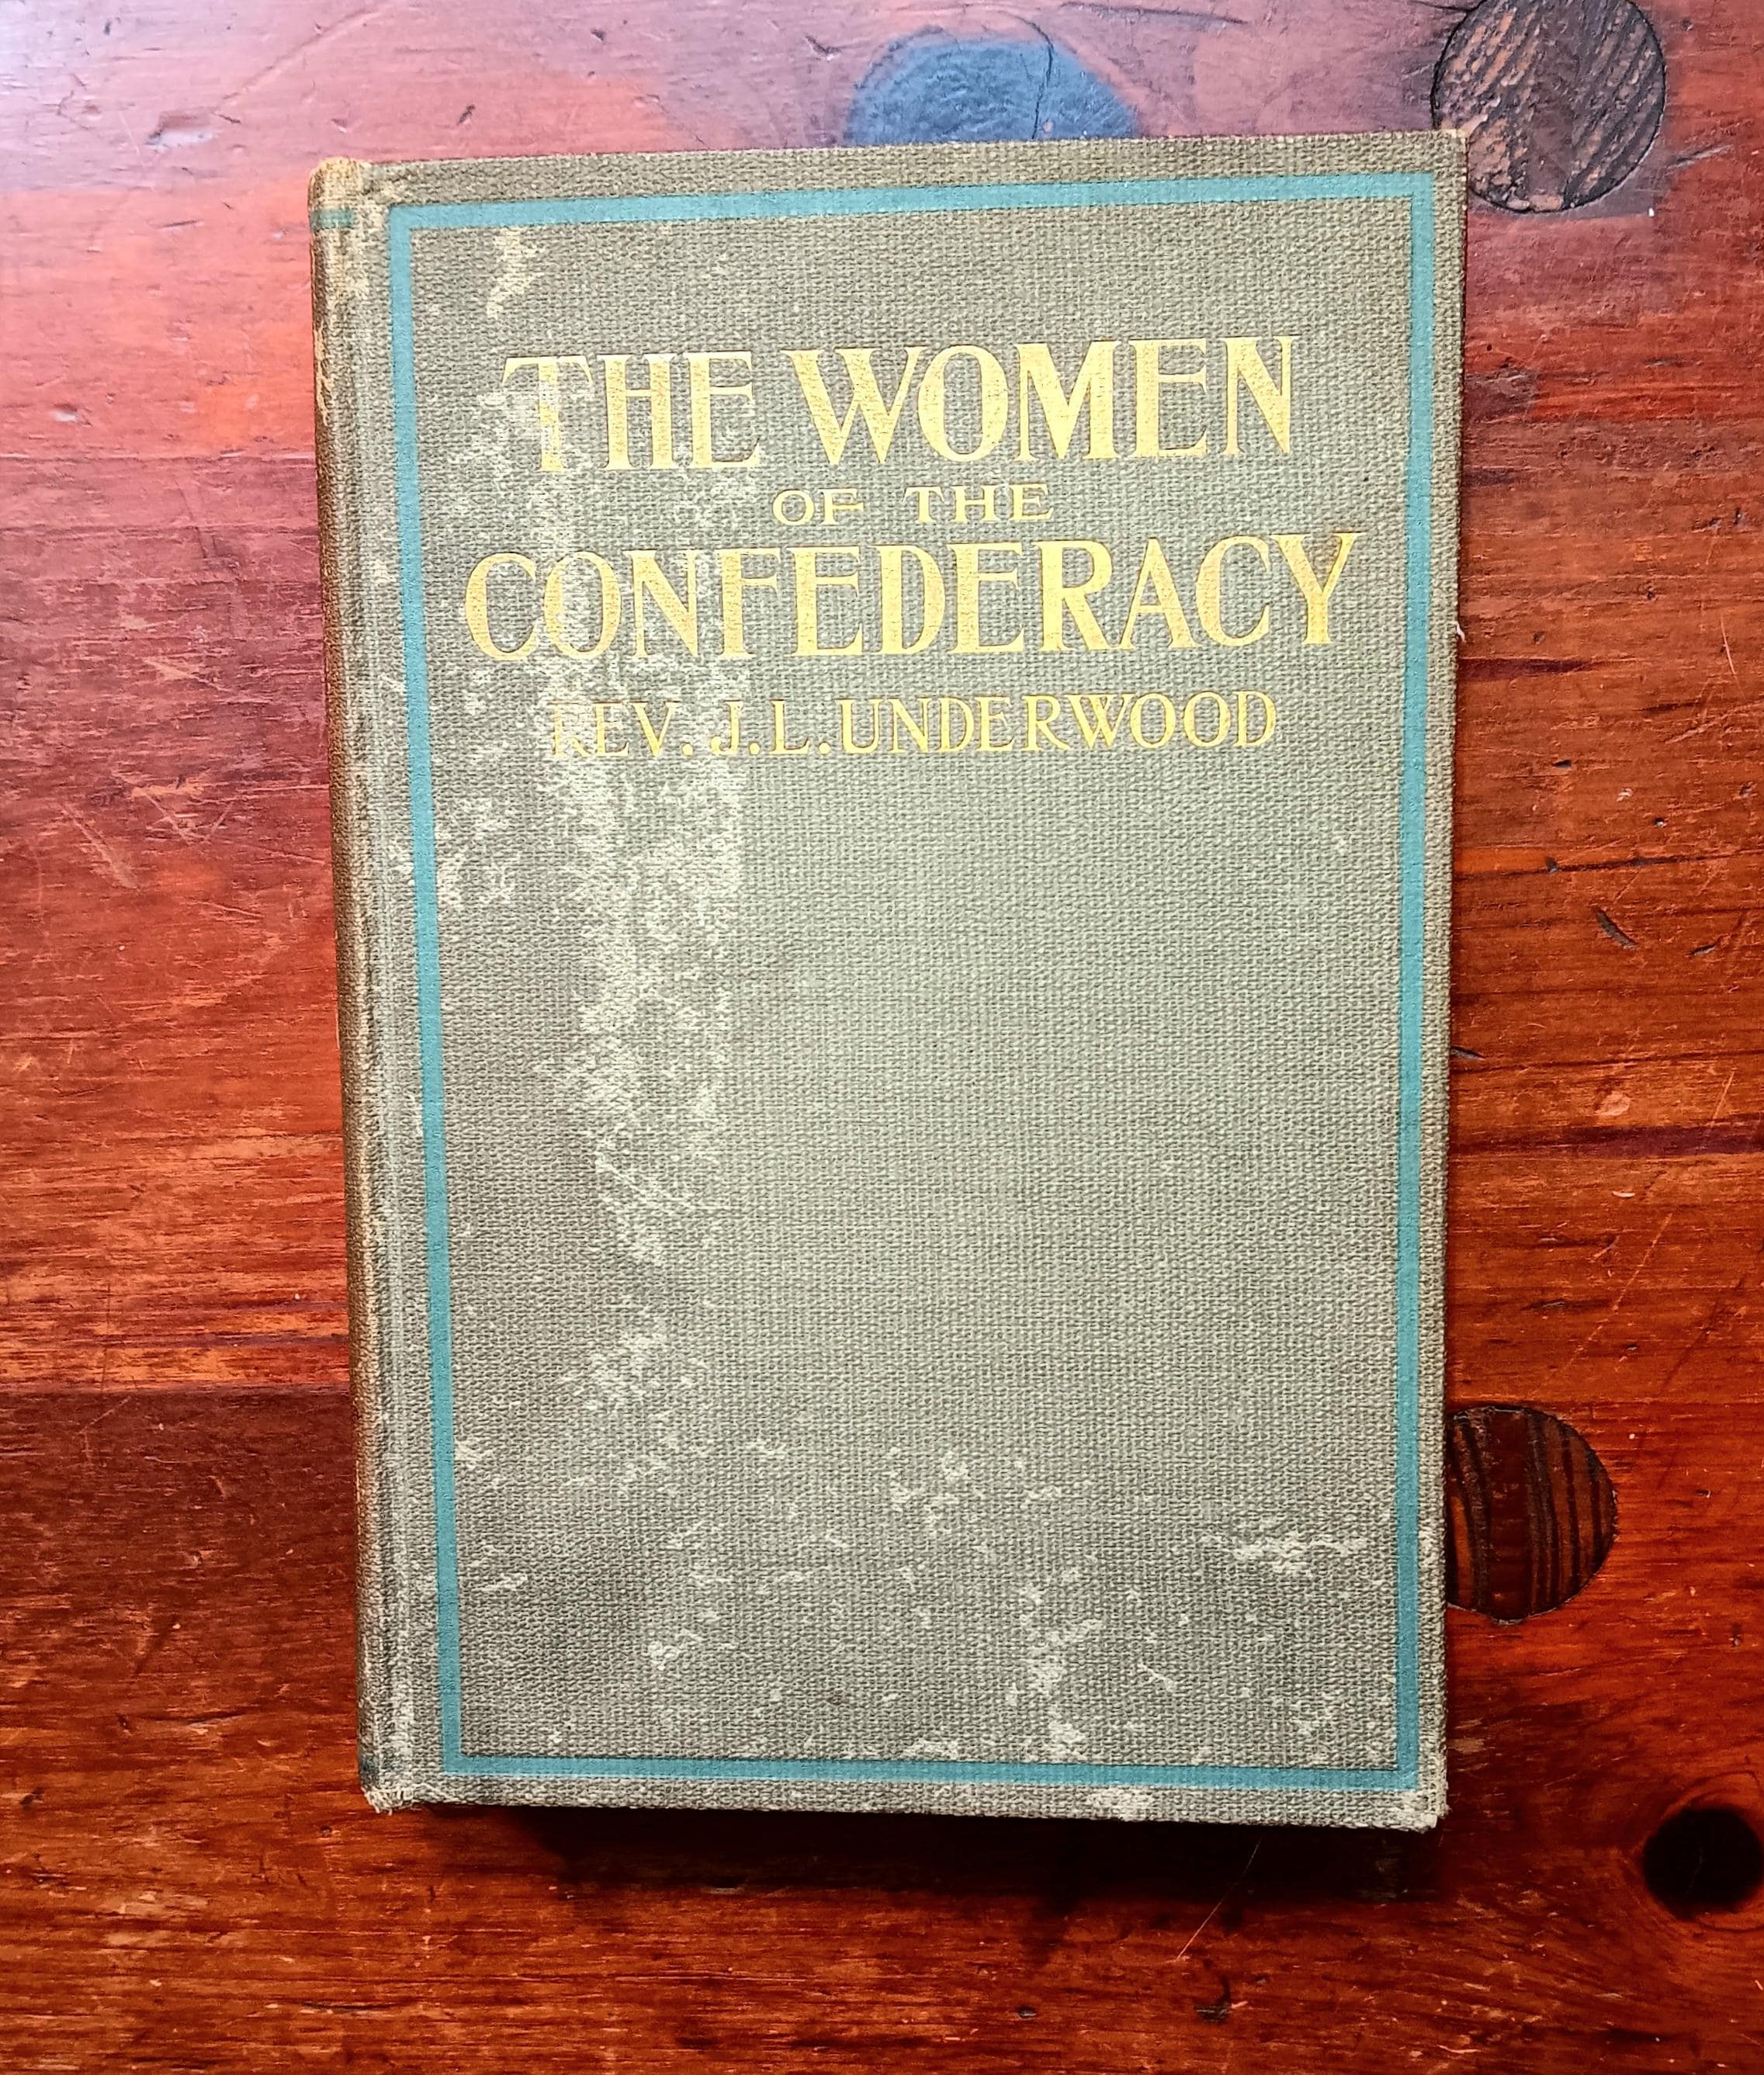 THE WOMEN
OF THE
CONFEDERACY
REV. J. L. UNDERWOOD